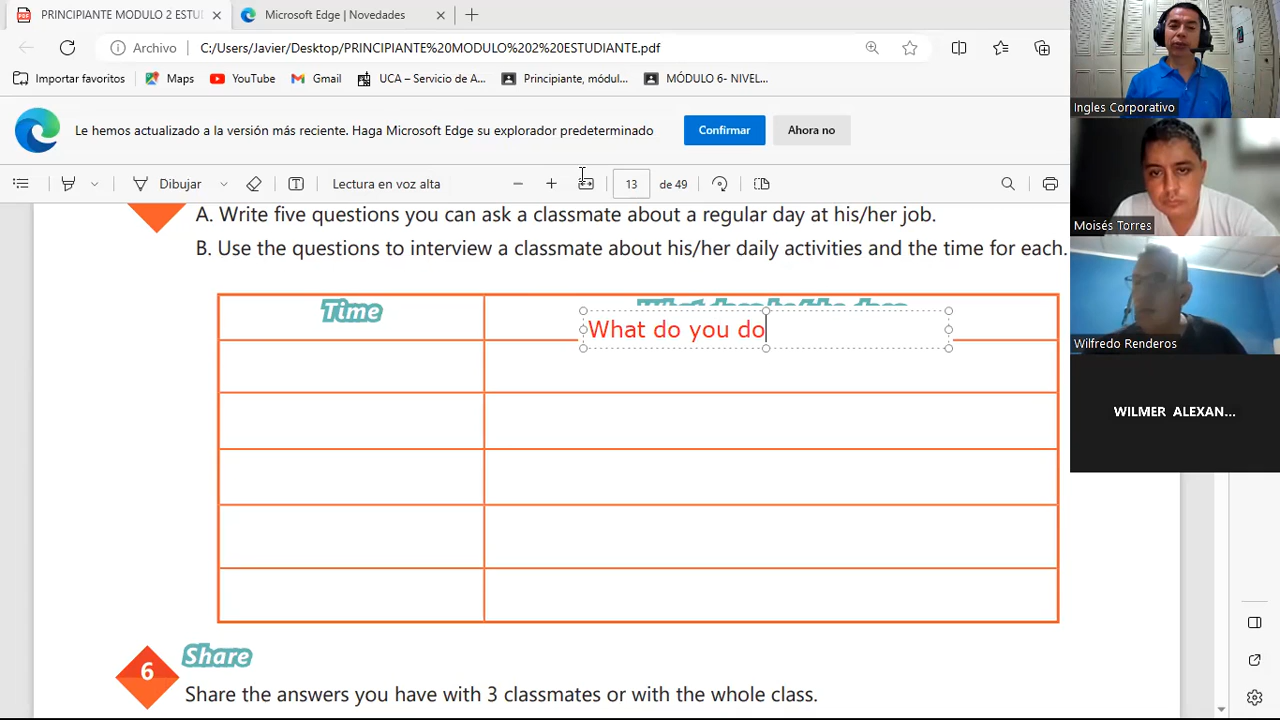 PRINCIPIANTE MODULO 2 ESTU
Microsoft Edge | Novedades
Archivo
C:/Users/Javier/Desktop/PRINCIPIANTE%20MODULO%202%20ESTUDIANTE.pdf
Importar favoritos
Maps
YouTube
Gmail
UCA – Servicio de A...
Principiante, módul...
MÓDULO 6- NIVEL...
Le hemos actualizado a la versión más reciente. Haga Microsoft Edge su explorador predeterminado
Confirmar
Ahora no
Dibujar
Lectura en voz alta
13
de 49
A. Write five questions you can ask a classmate about a regular day at his/her job.
B. Use the questions to interview a classmate about his/her daily activities and the time for each.
Time
What do you do
6
Share
Share the answers you have with 3 classmates or with the whole class.
Ingles Corporativo
Moisés Torres
Wilfredo Renderos
WILMER ALEXAN...